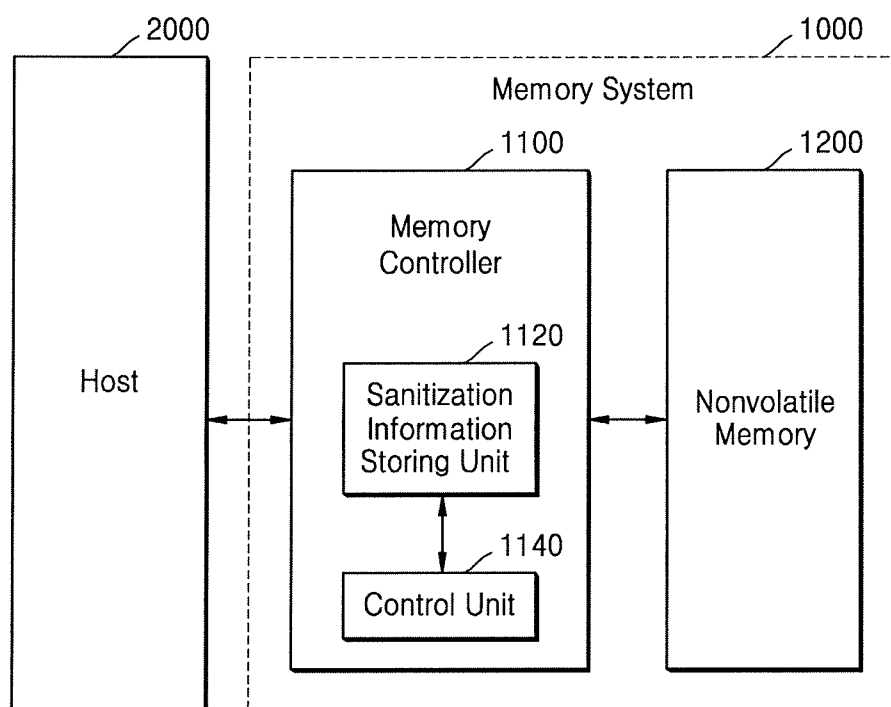 2000
1000
Memory System
1100
1200
Memory
Controller
1120
Host
Sanitization
Information
Storing Unit
Nonvolatile
Memory
1140
Control Unit